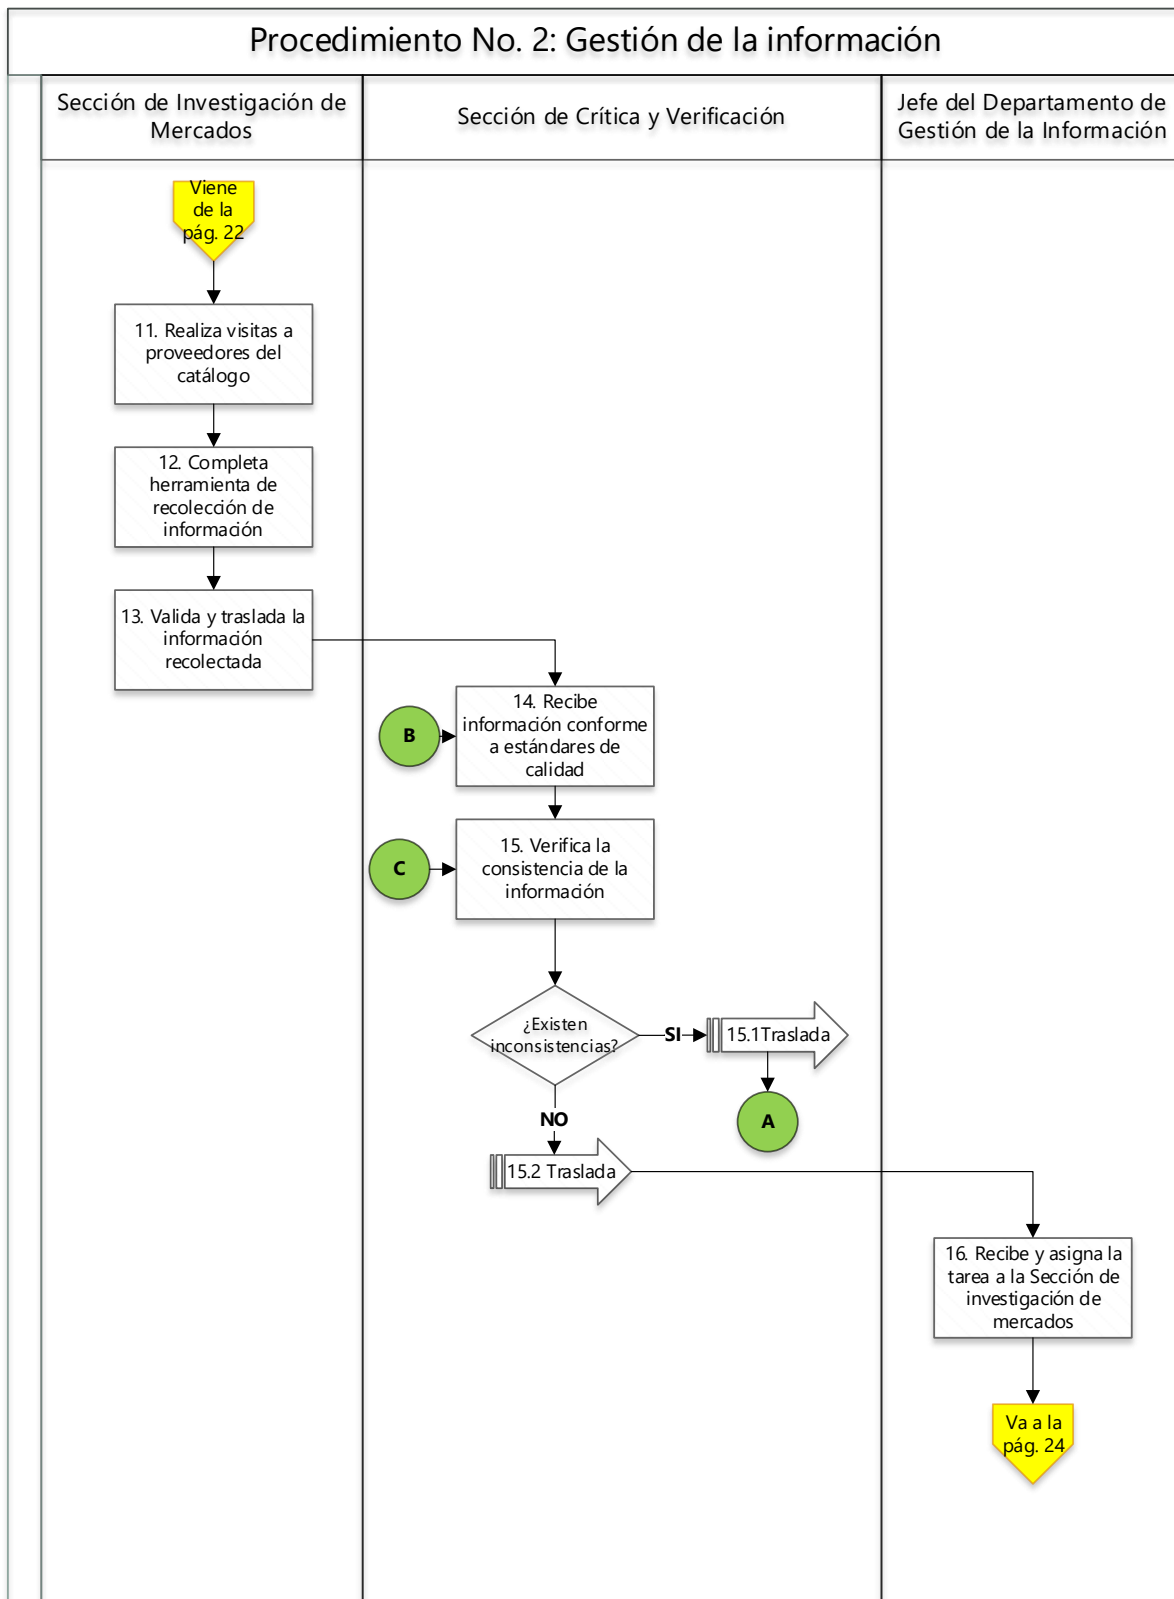 Procedimiento No. 2: Gestión de la información
Sección de Investigación de
Mercados
Sección de Crítica y Verificación
Jefe del Departamento de
Gestión de la Información
Viene
de la
pág. 22
11. Realiza visitas a
proveedores del
catálogo
12. Completa
herramienta de
recolección de
información
13. Valida y traslada la
información
recolectada
14. Recibe
información conforme
a estándares de
calidad
B
15. Verifica la
consistencia de la
información
C
¿Existen
inconsistencias?
SI
15.1Traslada
A
NO
15.2 Traslada
16. Recibe y asigna la
tarea a la Sección de
investigación de
mercados
Va a la
pág. 24